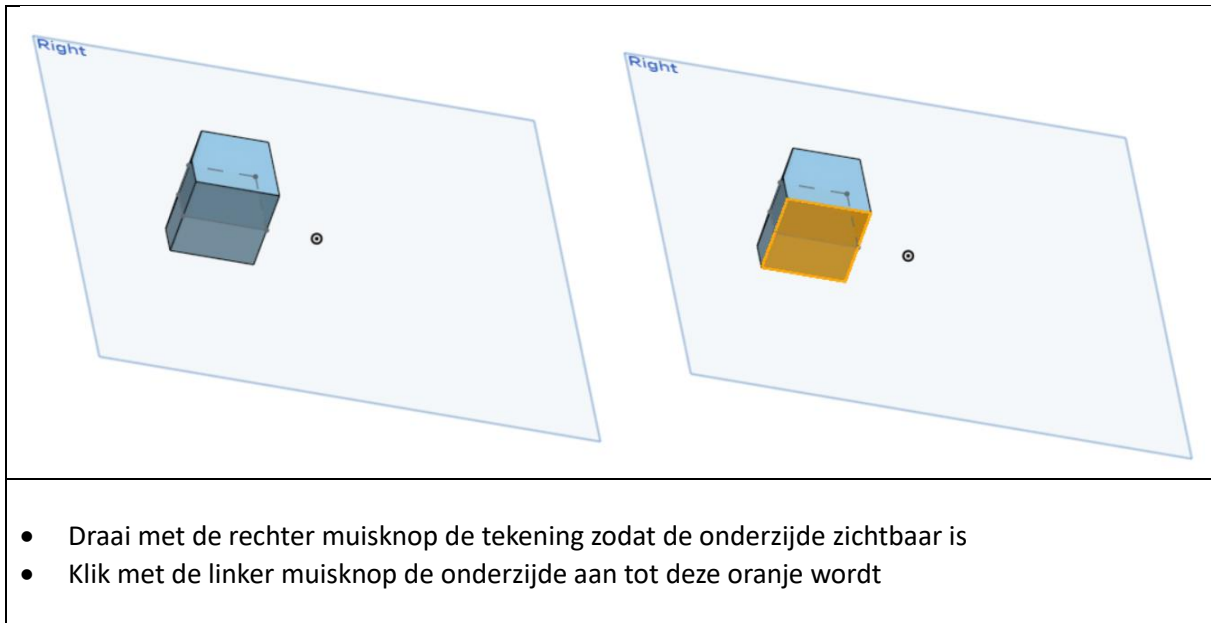 Right
Right
• Draai met de rechter muisknop de tekening zodat de onderzijde zichtbaar is
• Klik met de linker muisknop de onderzijde aan tot deze oranje wordt